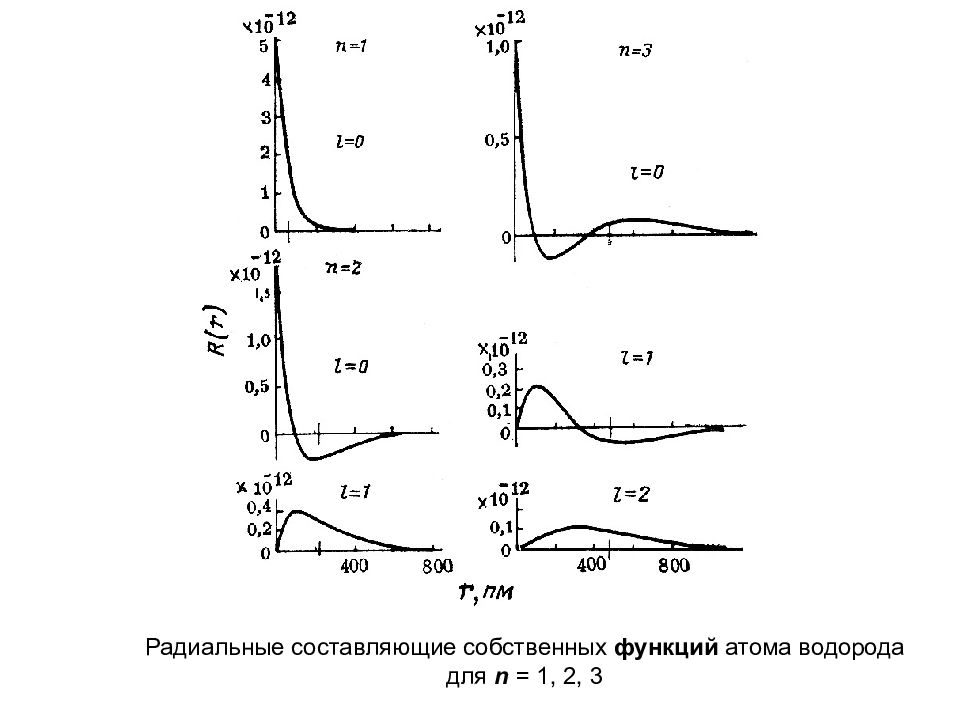 ×10⁻¹²
n=1
5
4
l=0
3
2
1
0
×10⁻¹²
n=2
1,5
1,0
l=0
0,5
0
R(r)
×10⁻¹²
l=1
0,4
0,2
0
400 800
×10⁻¹²
n=3
1,0
0,5
l=0
0
×10⁻¹²
l=1
0,3
0,2
0,1
0
×10⁻¹²
l=2
0,1
0
400 800
r, пм
Радиальные составляющие собственных функций атома водорода
для n = 1, 2, 3